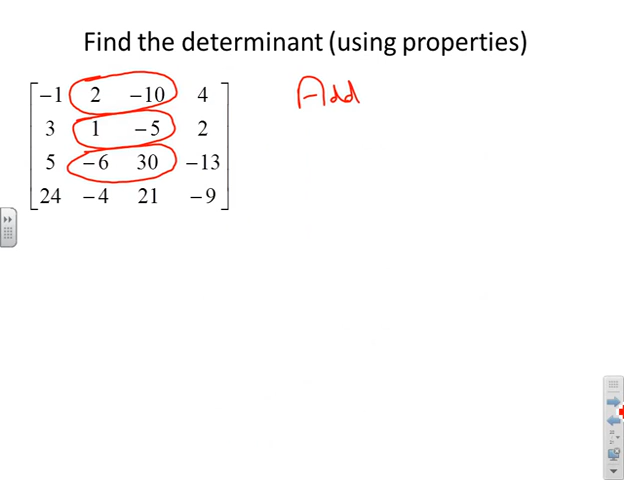 Find the determinant (using properties)
−1 2 −10 4
3 1 −5 2
5 −6 30 −13
24 −4 21 −9
Add